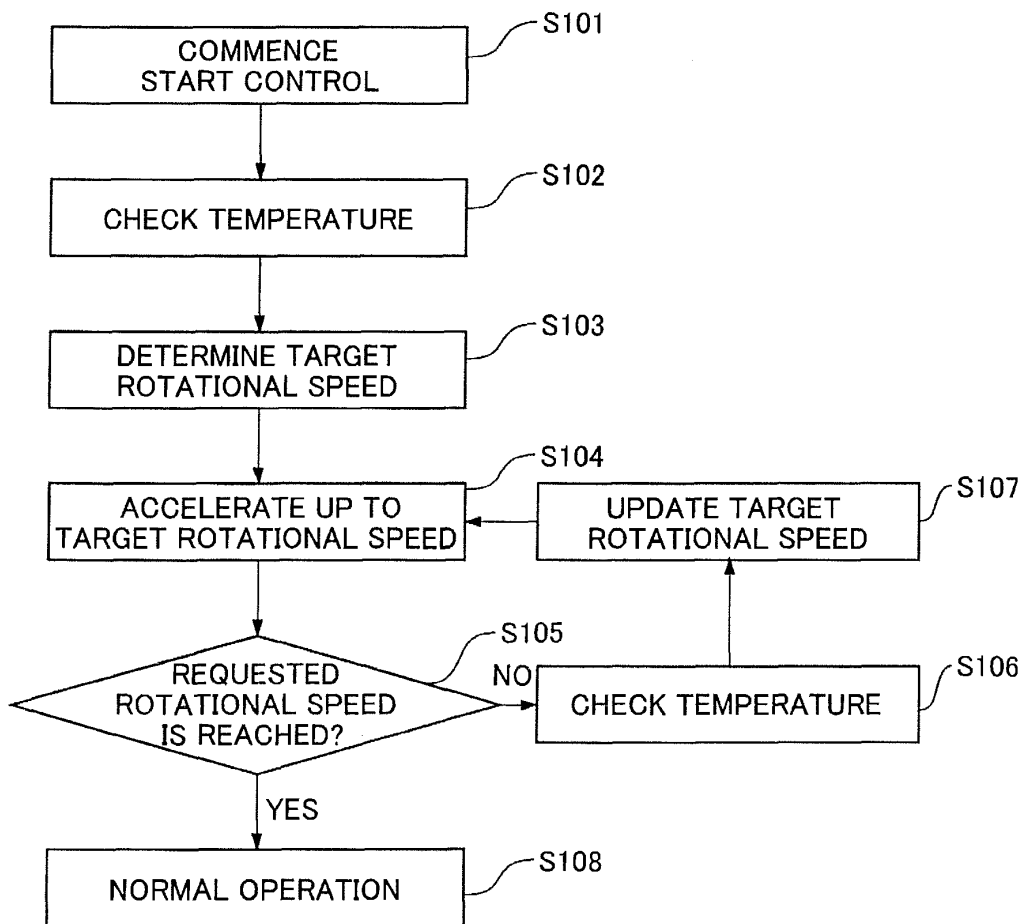 S101
COMMENCE
START CONTROL
S102
CHECK TEMPERATURE
S103
DETERMINE TARGET
ROTATIONAL SPEED
S104
ACCELERATE UP TO
TARGET ROTATIONAL SPEED
S107
UPDATE TARGET
ROTATIONAL SPEED
S105
REQUESTED
ROTATIONAL SPEED
IS REACHED?
NO
S106
CHECK TEMPERATURE
YES
S108
NORMAL OPERATION